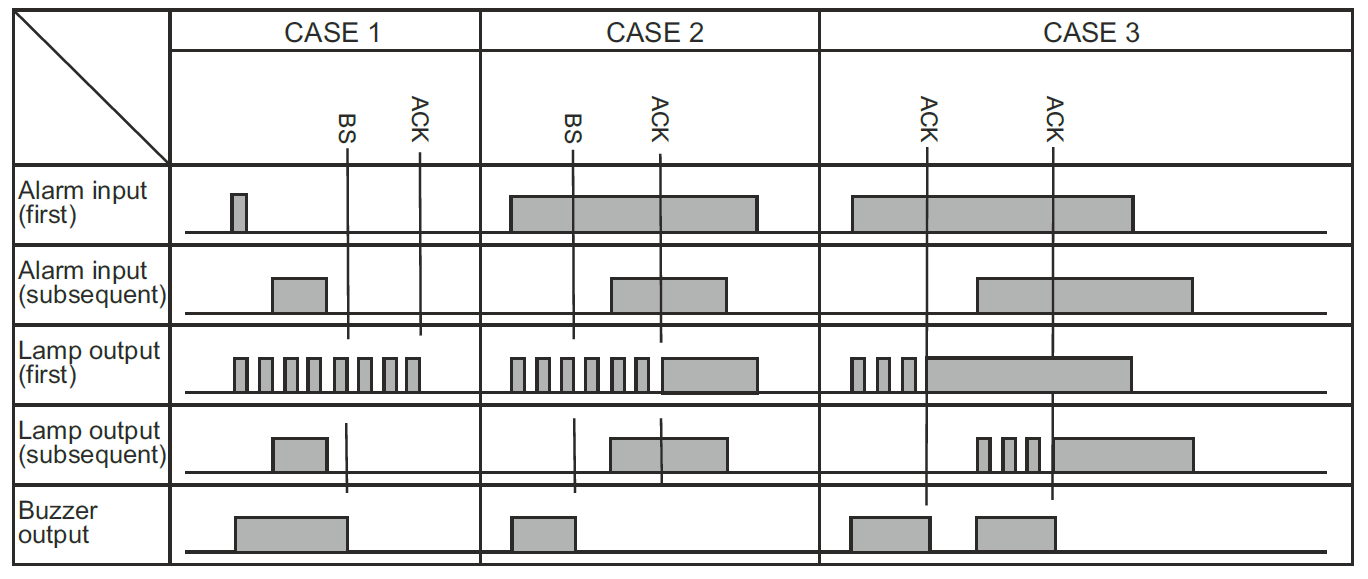 CASE 1
CASE 2
CASE 3
BS
ACK
BS
ACK
ACK
ACK
Alarm input
(first)
Alarm input
(subsequent)
Lamp output
(first)
Lamp output
(subsequent)
Buzzer
output